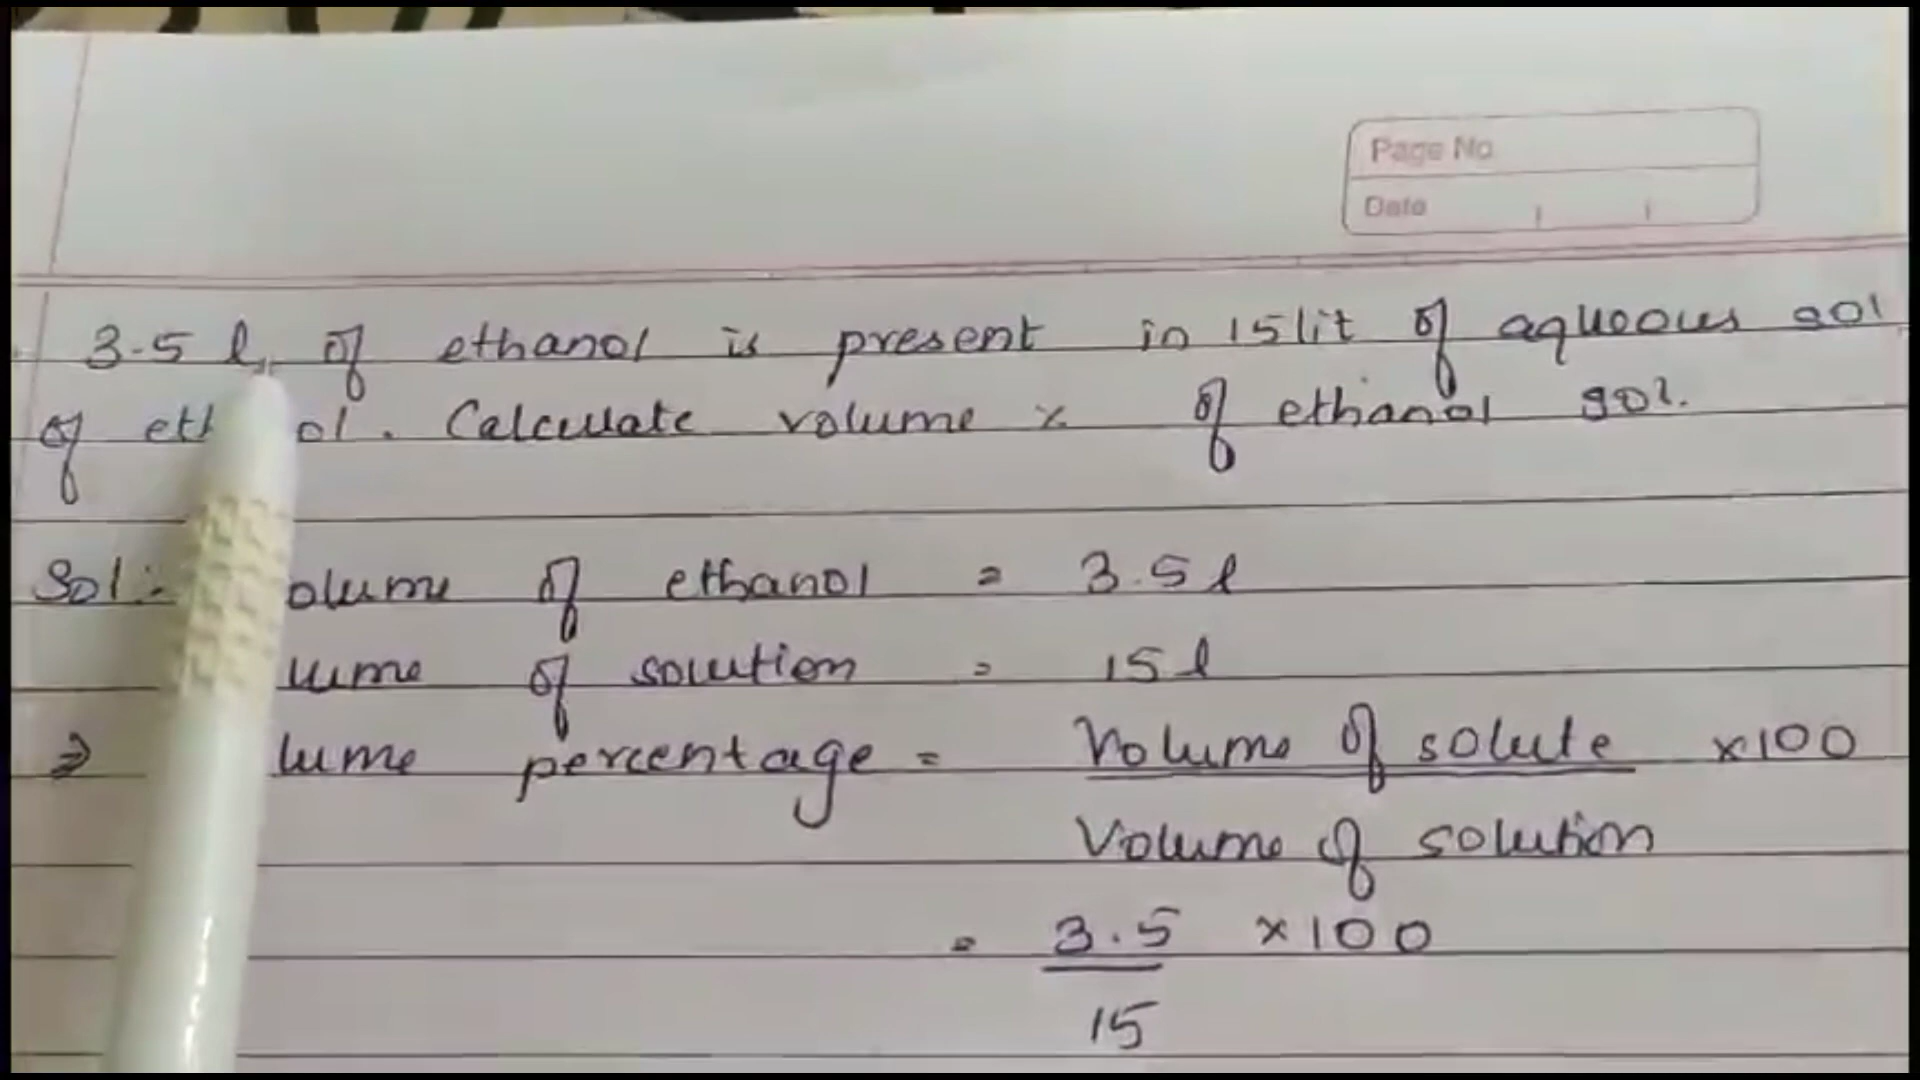 Page No
Date
3.5 l, of ethanol is present in 15 lit of aqueous sol
of ol. Calculate volume % of ethanol sol.
Sol:- olume of ethanol = 3.5 l
lume of solution = 15 l
⇒ lume percentage = Volume of solute ×100
Volume of solution
= 3.5 ×100
15